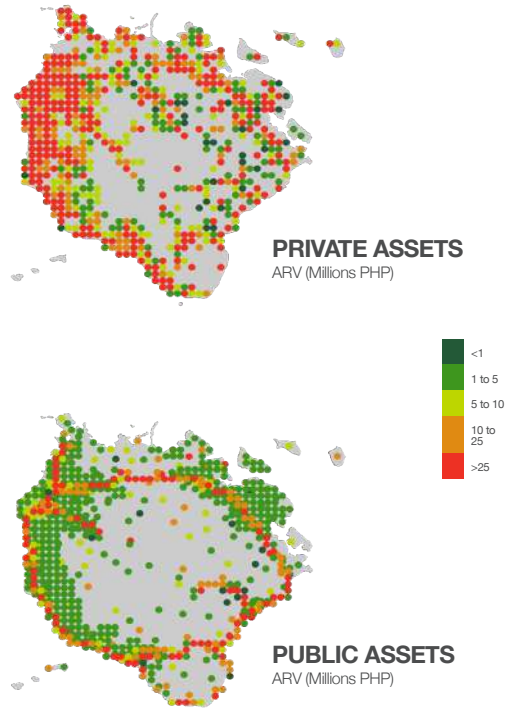 PRIVATE ASSETS
ARV (Millions PHP)
<1
1 to 5
5 to 10
10 to
25
>25
PUBLIC ASSETS
ARV (Millions PHP)